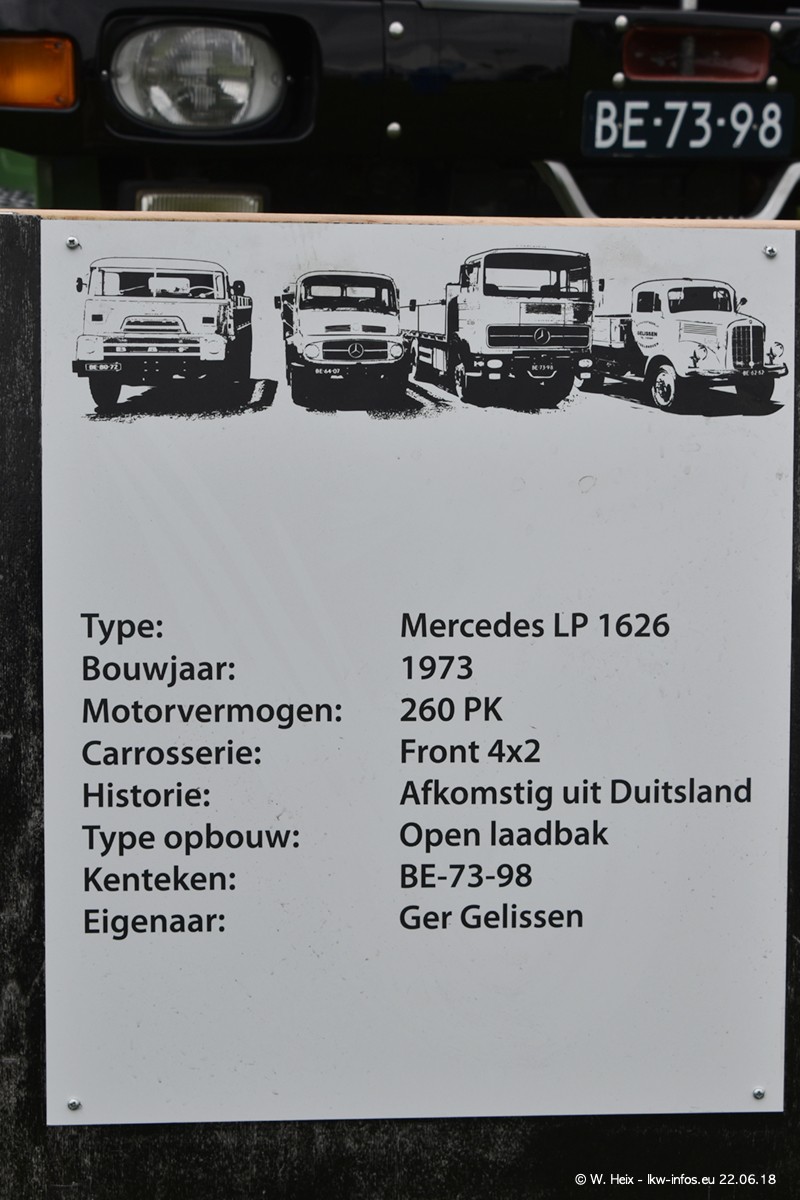 BE·73·98
BE-80-72
BE-64-07
BE-73-98
GELISSEN
BE 62 62
Type: Mercedes LP 1626
Bouwjaar: 1973
Motorvermogen: 260 PK
Carrosserie: Front 4x2
Historie: Afkomstig uit Duitsland
Type opbouw: Open laadbak
Kenteken: BE-73-98
Eigenaar: Ger Gelissen
© W. Heix - lkw-infos.eu 22.06.18